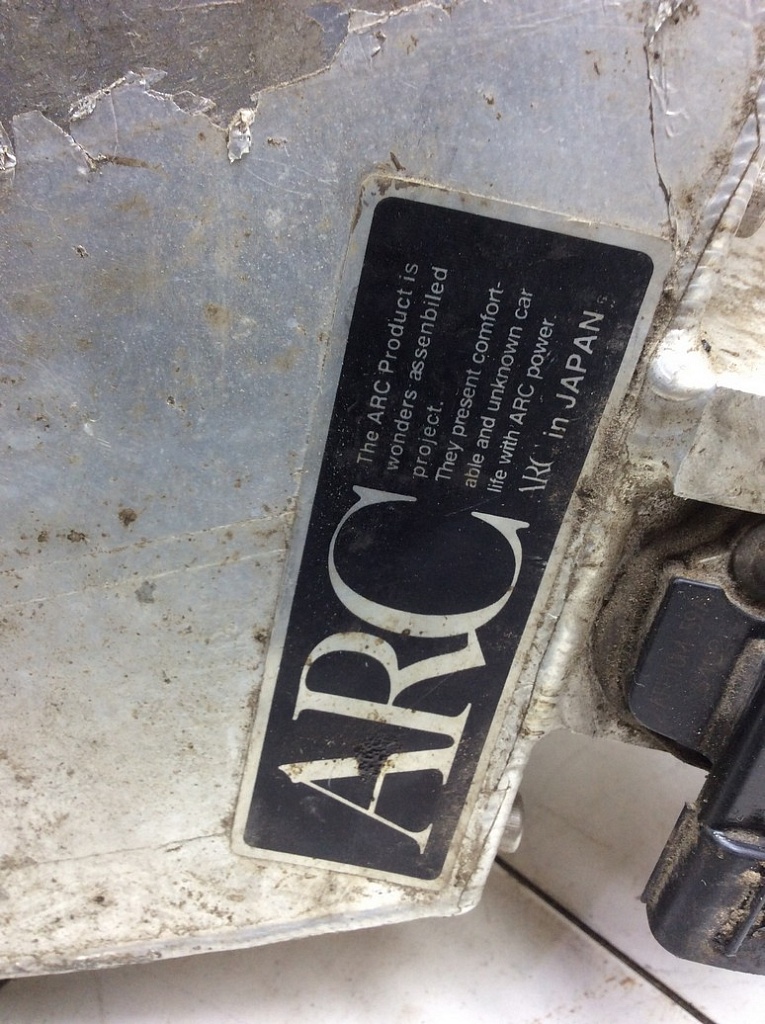 ARC
The ARC Product is
wonders assenbiled
project.
They present comfort-
able and unknown car
life with ARC power.
ARC in JAPAN